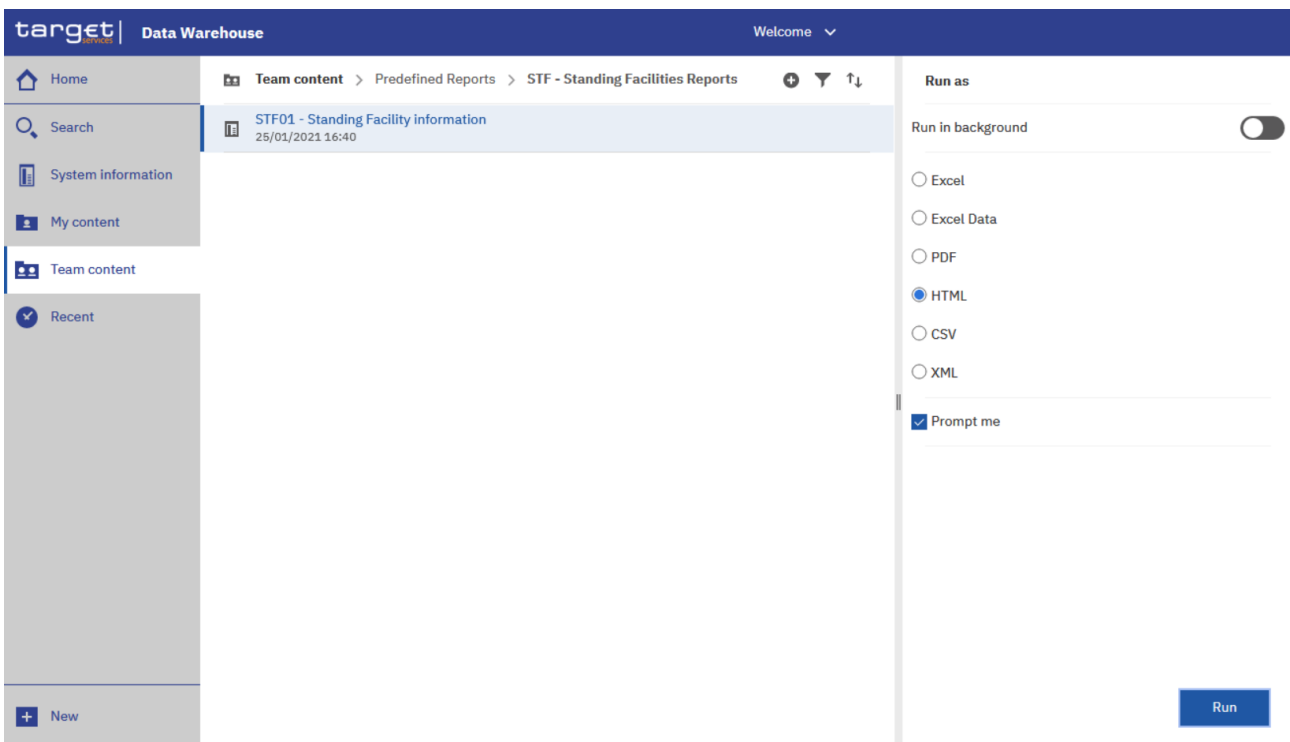 target services | Data Warehouse Welcome
Home
Search
System information
My content
Team content
Recent
New
Team content > Predefined Reports > STF - Standing Facilities Reports
STF01 - Standing Facility information
25/01/2021 16:40
Run as
Run in background
Excel
Excel Data
PDF
HTML
CSV
XML
Prompt me
Run